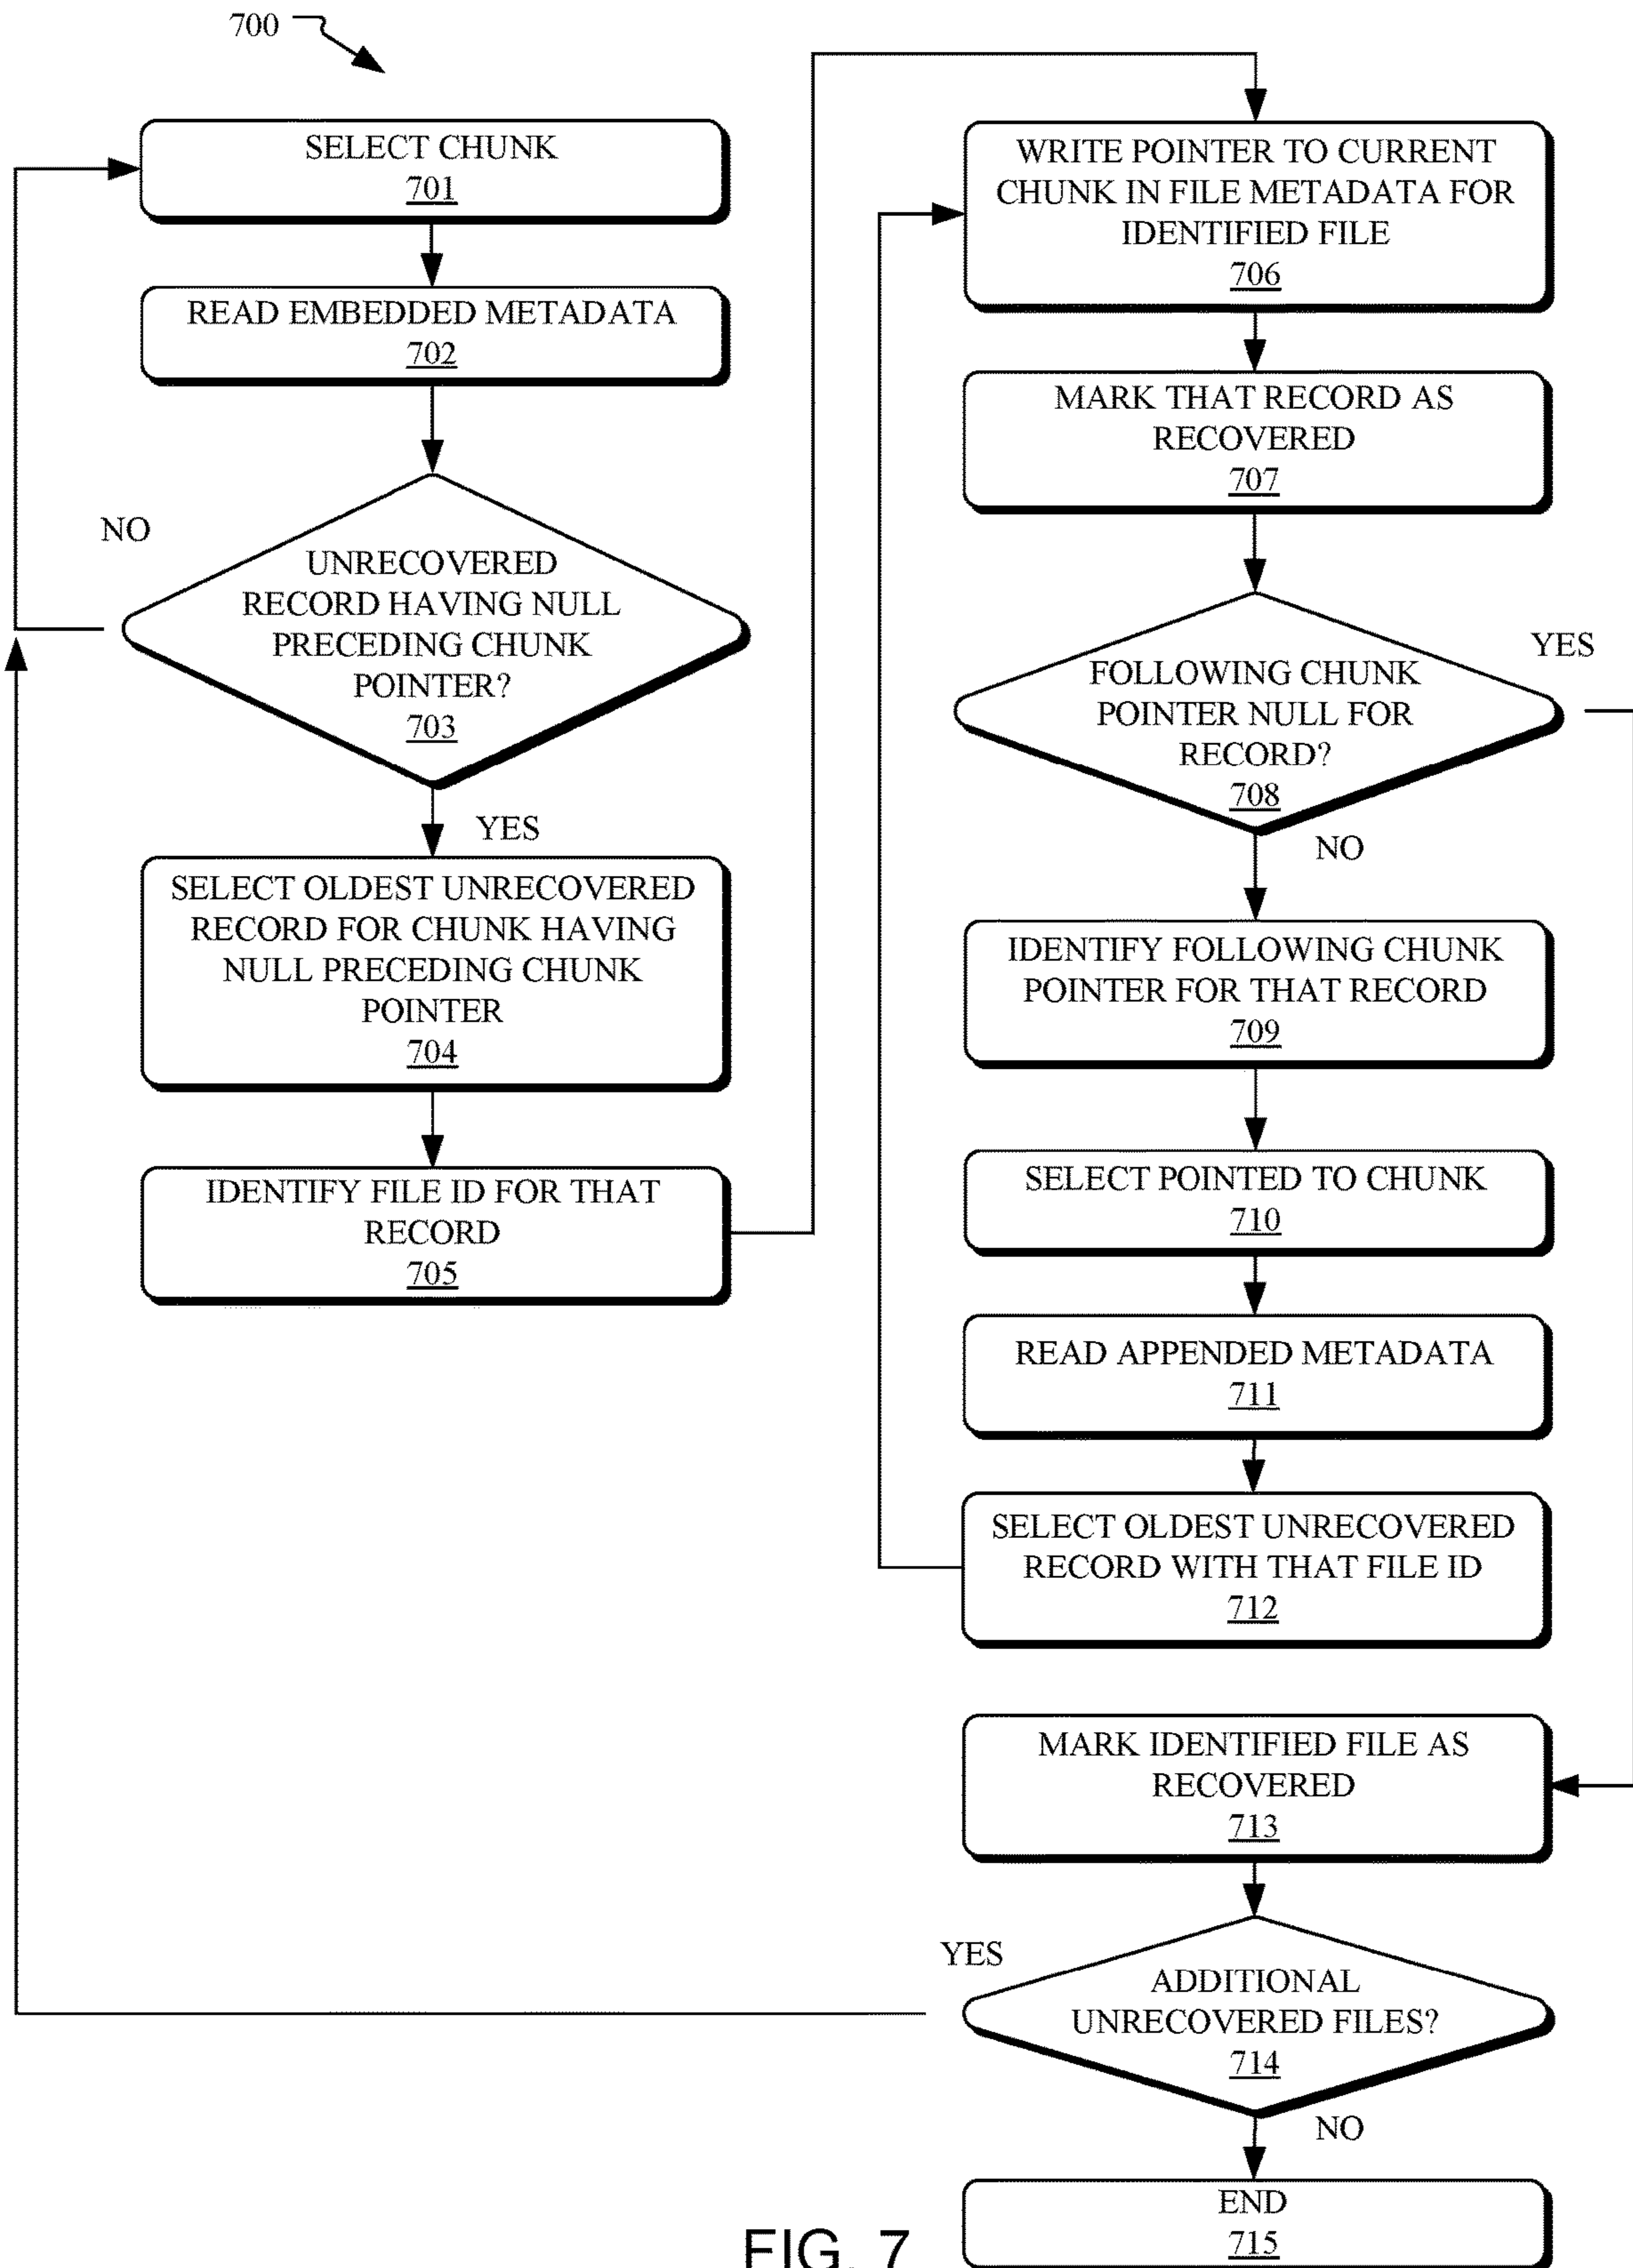 700
SELECT CHUNK
701
READ EMBEDDED METADATA
702
NO
UNRECOVERED
RECORD HAVING NULL
PRECEDING CHUNK
POINTER?
703
YES
SELECT OLDEST UNRECOVERED
RECORD FOR CHUNK HAVING
NULL PRECEDING CHUNK
POINTER
704
IDENTIFY FILE ID FOR THAT
RECORD
705
WRITE POINTER TO CURRENT
CHUNK IN FILE METADATA FOR
IDENTIFIED FILE
706
MARK THAT RECORD AS
RECOVERED
707
YES
FOLLOWING CHUNK
POINTER NULL FOR
RECORD?
708
NO
IDENTIFY FOLLOWING CHUNK
POINTER FOR THAT RECORD
709
SELECT POINTED TO CHUNK
710
READ APPENDED METADATA
711
SELECT OLDEST UNRECOVERED
RECORD WITH THAT FILE ID
712
MARK IDENTIFIED FILE AS
RECOVERED
713
YES
ADDITIONAL
UNRECOVERED FILES?
714
NO
END
715
FIG. 7